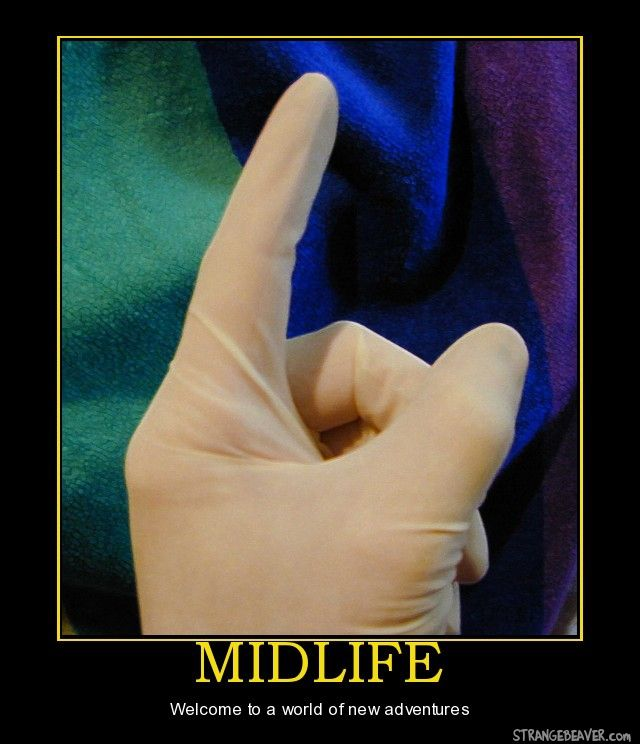 MIDLIFE
Welcome to a world of new adventures
STRANGEBEAVER.com